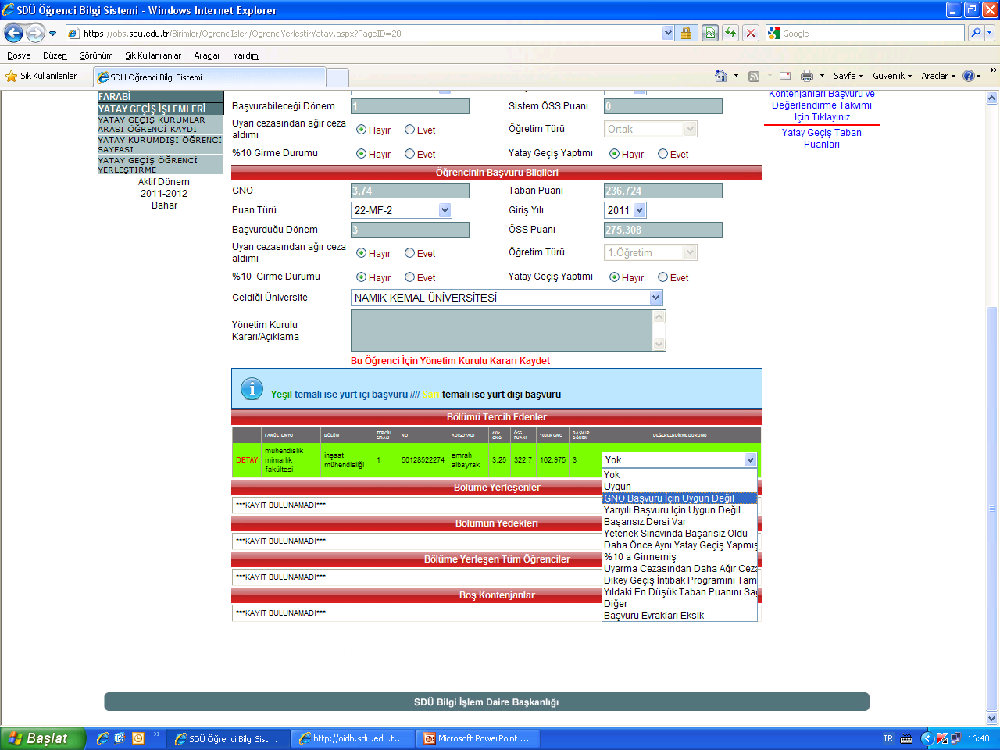 SDÜ Öğrenci Bilgi Sistemi - Windows Internet Explorer
https://obs.sdu.edu.tr/Birimler/OgrenciIsleri/OgrenciYerlestirYatay.aspx?PageID=20
Google
Dosya Düzen Görünüm Sık Kullanılanlar Araçlar Yardım
Sık Kullanılanlar
SDÜ Öğrenci Bilgi Sistemi
Sayfa Güvenlik Araçlar
FARABİ
YATAY GEÇİŞ İŞLEMLERİ
YATAY GEÇİŞ KURUMLAR
ARASI ÖĞRENCİ KAYDI
YATAY KURUMDIŞI ÖĞRENCİ
SAYFASI
YATAY GEÇİŞ ÖĞRENCİ
YERLEŞTİRME
Aktif Dönem
2011-2012
Bahar
Başvurabileceği Dönem 1 Sistem ÖSS Puanı 0
Uyarı cezasından ağır ceza
aldımı Hayır Evet Öğretim Türü Ortak
%10 Girme Durumu Hayır Evet Yatay Geçiş Yaptımı Hayır Evet
Öğrencinin Başvuru Bilgileri
GNO 3,74 Taban Puanı 236,724
Puan Türü 22-MF-2 Giriş Yılı 2011
Başvurduğu Dönem 3 ÖSS Puanı 275,308
Uyarı cezasından ağır ceza
aldımı Hayır Evet Öğretim Türü 1.Öğretim
%10 Girme Durumu Hayır Evet Yatay Geçiş Yaptımı Hayır Evet
Geldiği Üniversite NAMIK KEMAL ÜNİVERSİTESİ
Yönetim Kurulu
Kararı/Açıklama
Bu Öğrenci İçin Yönetim Kurulu Kararı Kaydet
Yeşil temalı ise yurt içi başvuru //// Sarı temalı ise yurt dışı başvuru
Bölümü Tercih Edenler
FAKÜLTEMYO BÖLÜM TERCİH SIRASI NO ADI SOYADI GNO ÖSS PUANI GNO BAŞVUR. DÖNEM DEĞERLENDİRMEDURUMU
DETAY mühendislik mimarlık fakültesi inşaat mühendisliği 1 50128522274 emrah albayrak 3,25 322,7 162,975 3 Yok
Yok
Uygun
GNO Başvuru İçin Uygun Değil
Yarıyılı Başvuru İçin Uygun Değil
Başarısız Dersi Var
Yetenek Sınavında Başarısız Oldu
Daha Önce Aynı Yatay Geçiş Yapmış
%10 a Girmemiş
Uyarma Cezasından Daha Ağır Ceza
Dikey Geçiş İntibak Programını Tam
Yıldaki En Düşük Taban Puanını Sağ
Diğer
Başvuru Evrakları Eksik
Bölüme Yerleşenler
***KAYIT BULUNAMADI***
Bölümün Yedekleri
***KAYIT BULUNAMADI***
Bölüme Yerleşen Tüm Öğrenciler
***KAYIT BULUNAMADI***
Boş Kontenjanlar
***KAYIT BULUNAMADI***
Kontenjanları Başvuru ve
Değerlendirme Takvimi
İçin Tıklayınız
Yatay Geçiş Taban
Puanları
SDÜ Bilgi İşlem Daire Başkanlığı
Başlat SDÜ Öğrenci Bilgi Sist... http://oidb.sdu.edu.t... Microsoft PowerPoint ... TR 16:48